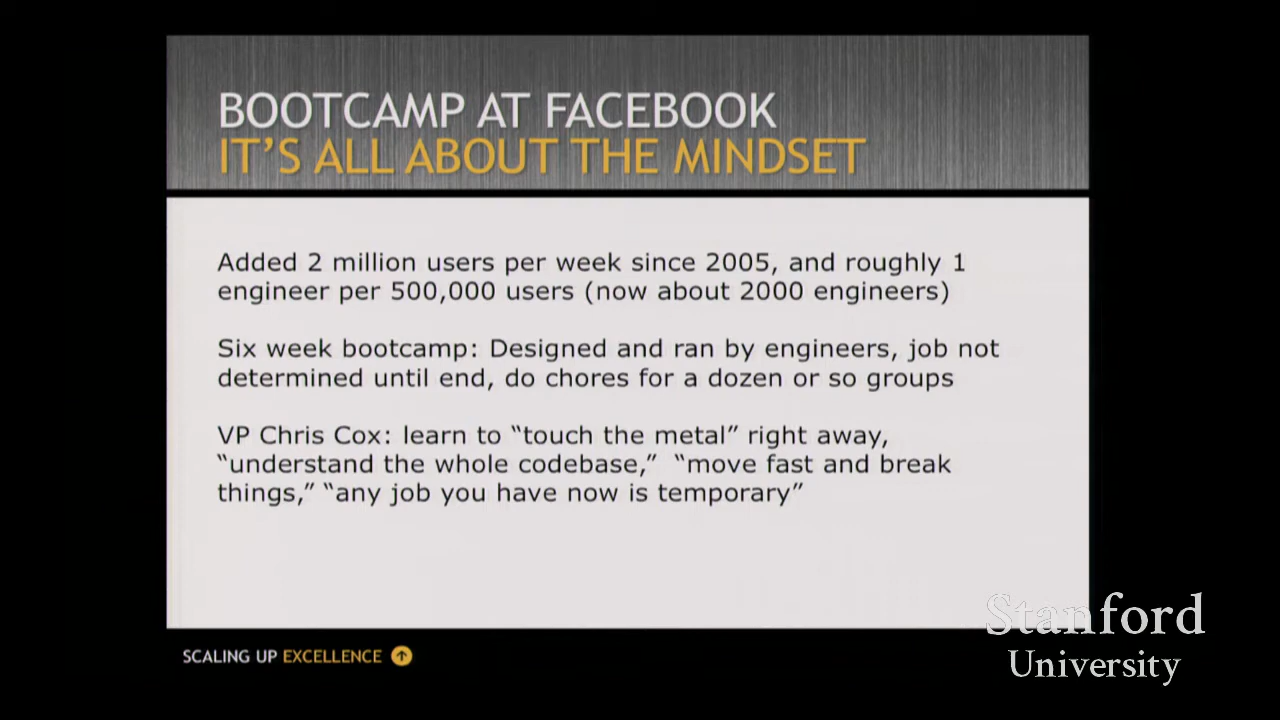 BOOTCAMP AT FACEBOOK
IT'S ALL ABOUT THE MINDSET
Added 2 million users per week since 2005, and roughly 1
engineer per 500,000 users (now about 2000 engineers)
Six week bootcamp: Designed and ran by engineers, job not
determined until end, do chores for a dozen or so groups
VP Chris Cox: learn to “touch the metal” right away,
“understand the whole codebase,”  “move fast and break
things,” “any job you have now is temporary”
SCALING UP EXCELLENCE
Stanford
University